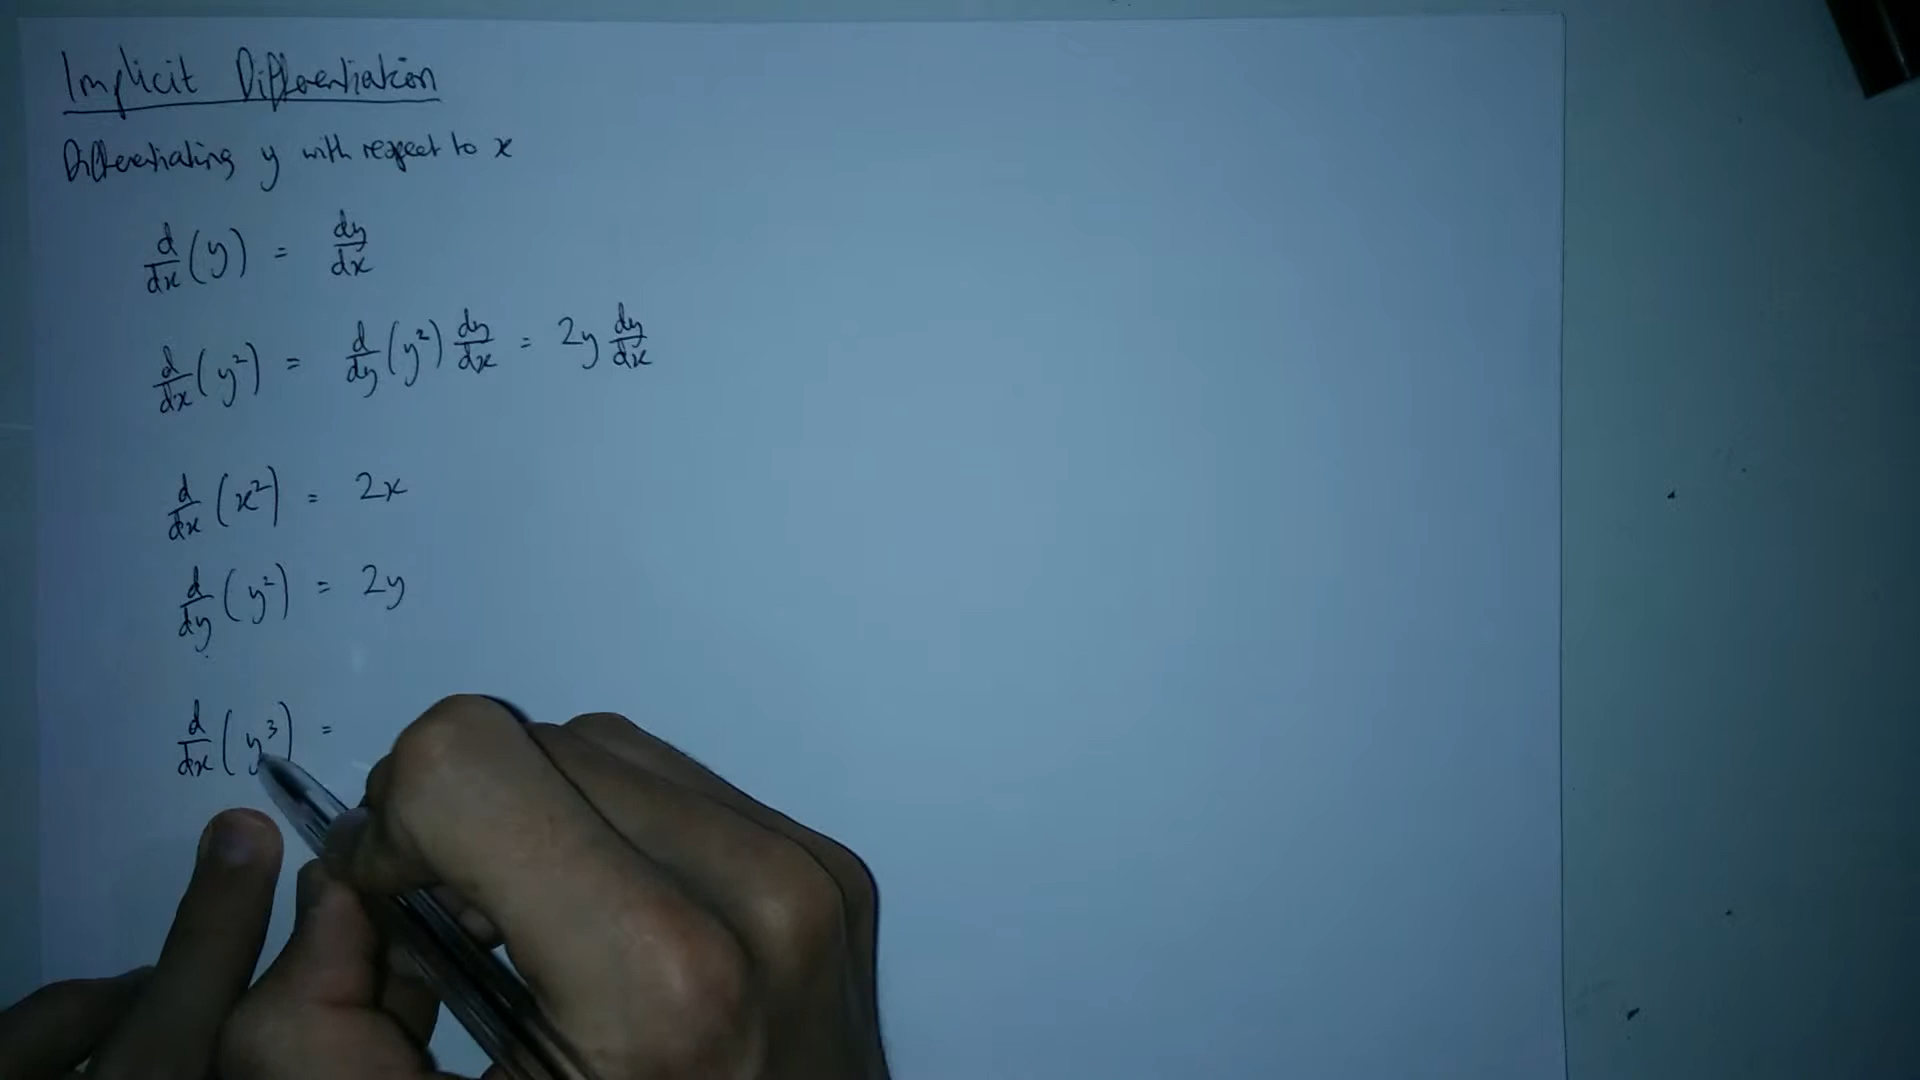 Implicit Differentiation
Differentiating y with respect to x
d/dx (y) = dy/dx
d/dx (y²) = d/dy (y²) dy/dx = 2y dy/dx
d/dx (x²) = 2x
d/dy (y²) = 2y
d/dx (y³) =